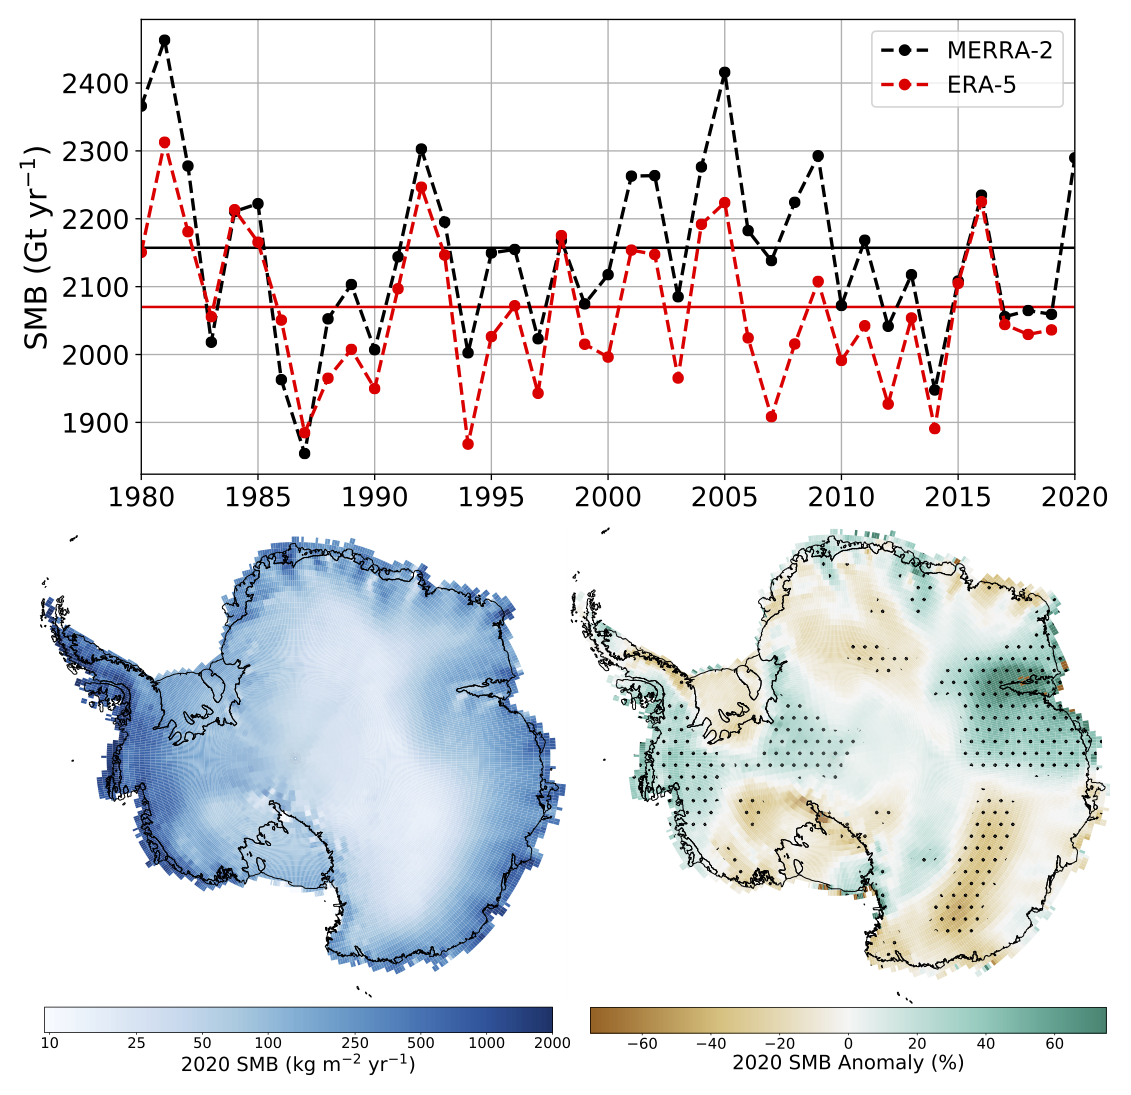 MERRA-2
ERA-5
SMB (Gt yr⁻¹)
2400
2300
2200
2100
2000
1900
1980 1985 1990 1995 2000 2005 2010 2015 2020
10 25 50 100 250 500 1000 2000
2020 SMB (kg m⁻² yr⁻¹)
−60 −40 −20 0 20 40 60
2020 SMB Anomaly (%)